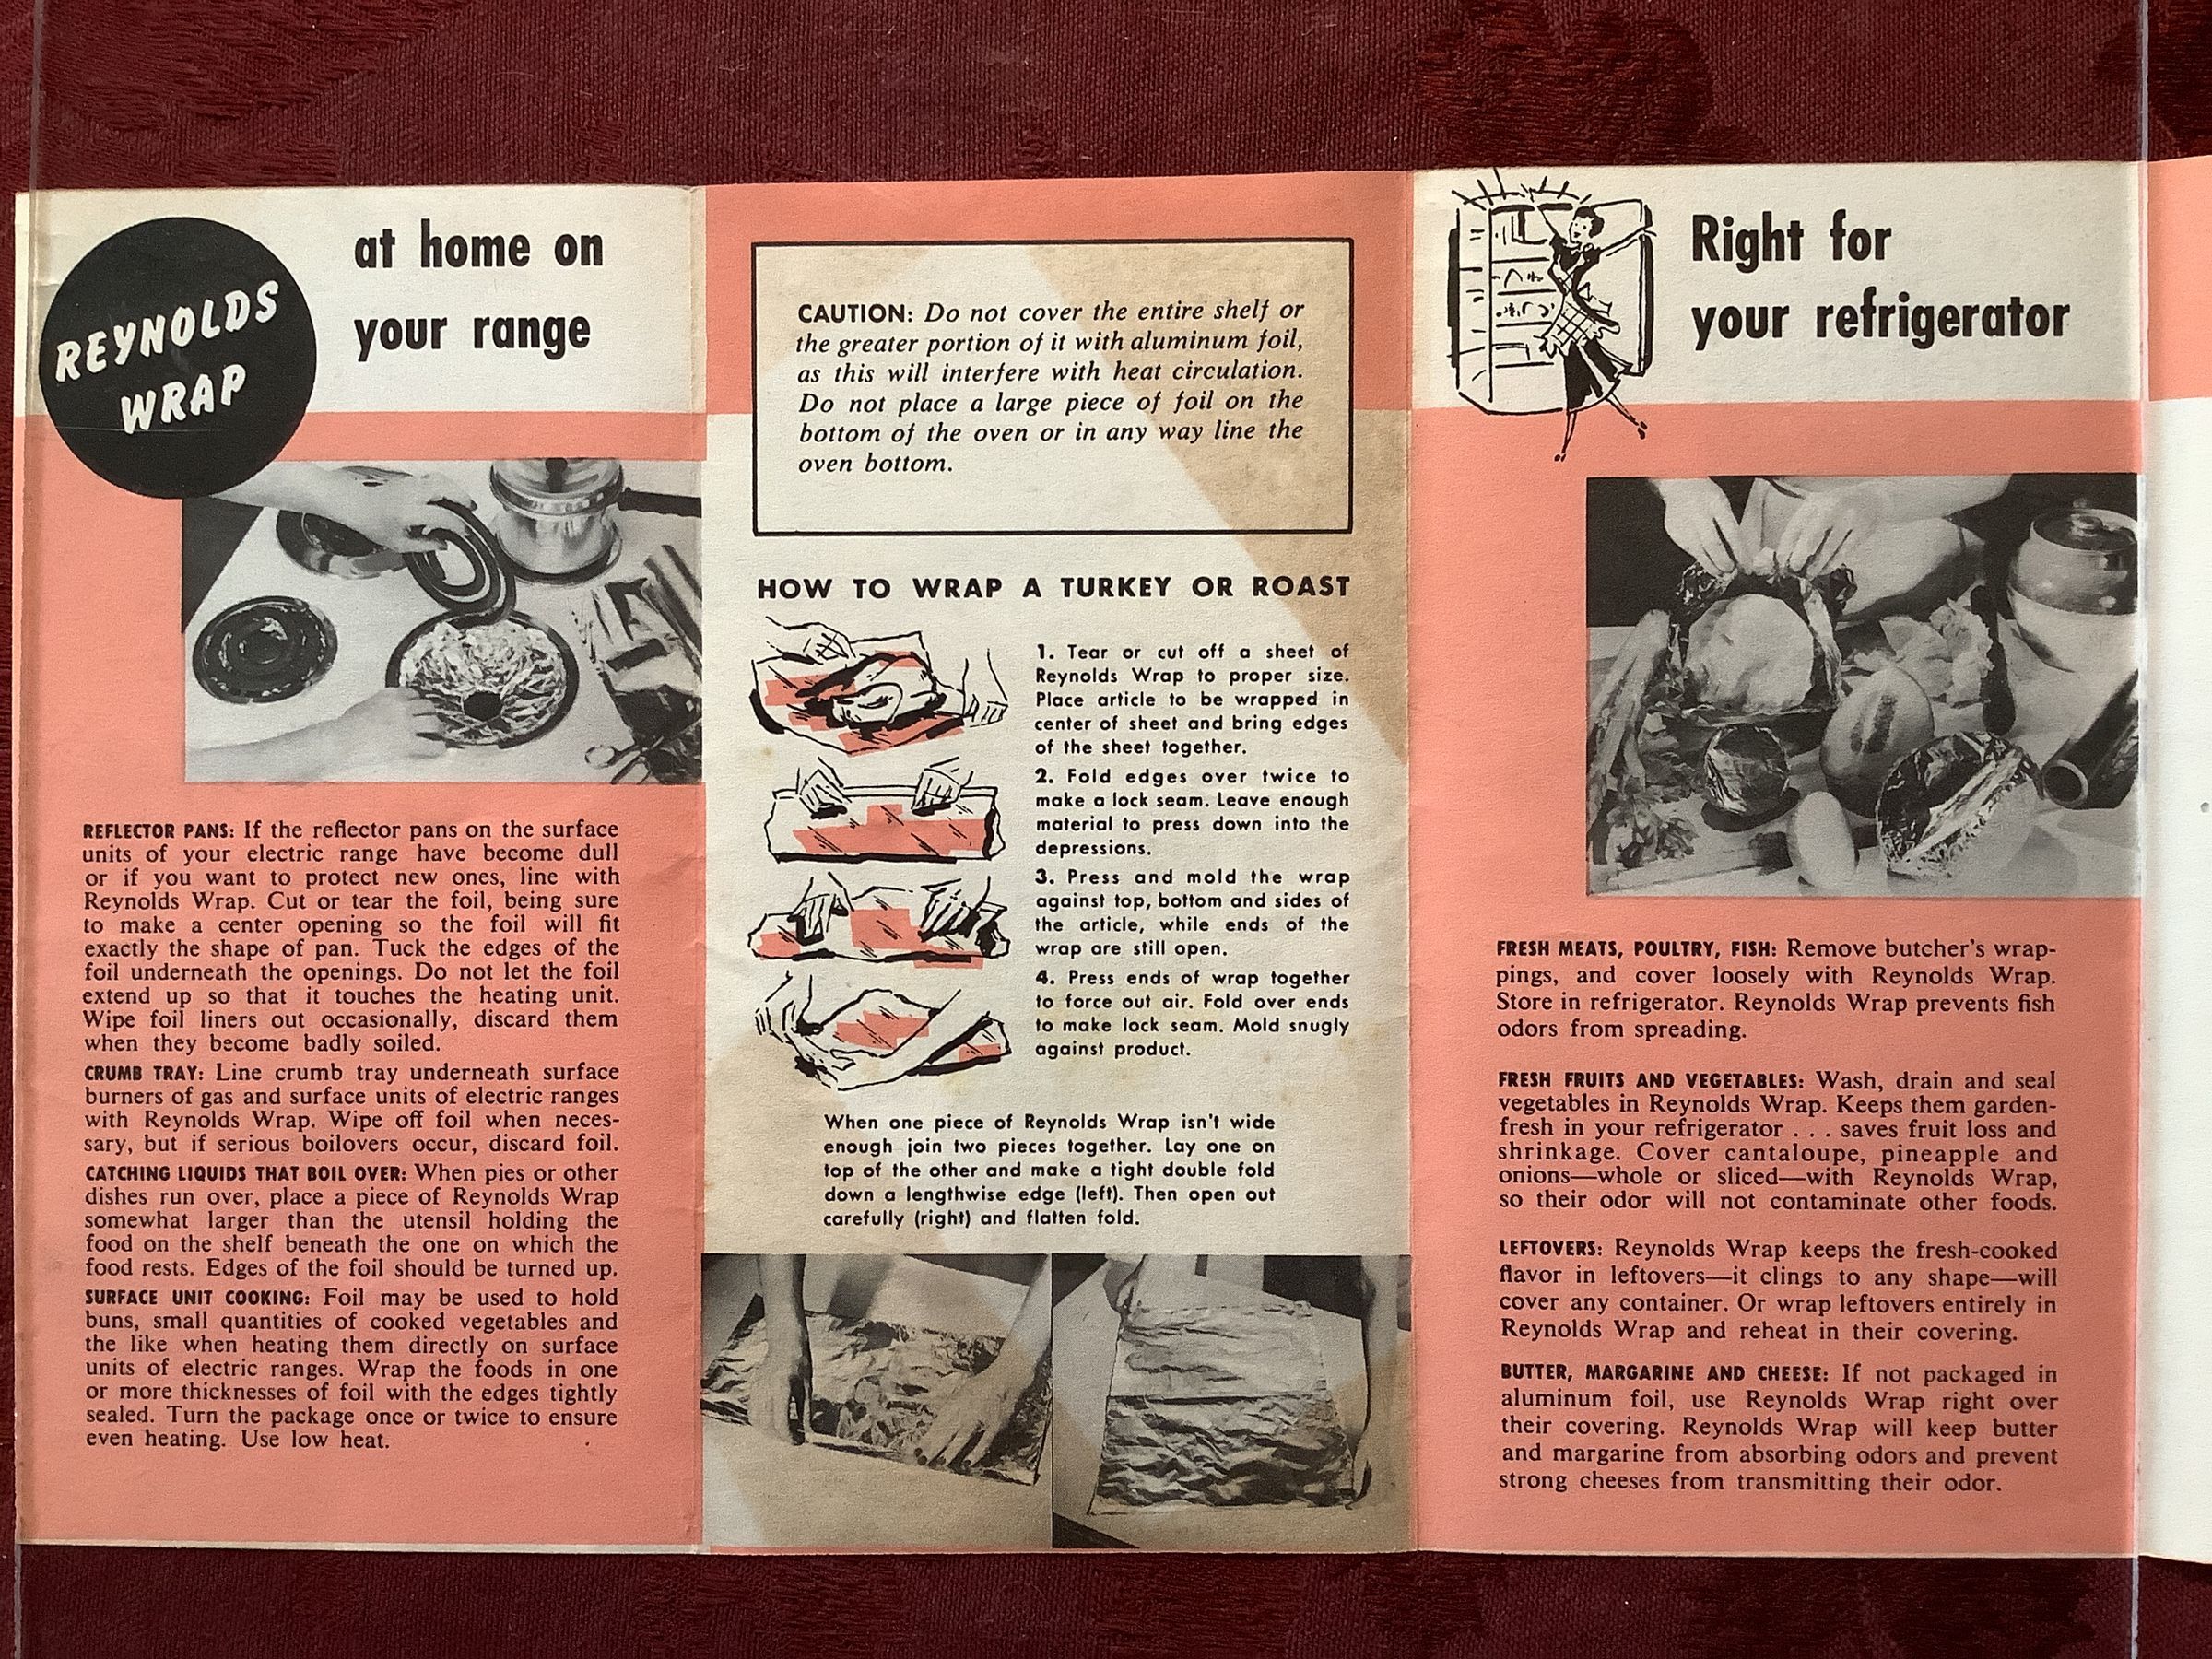 REYNOLDS
WRAP
at home on
your range
REFLECTOR PANS: If the reflector pans on the surface
units of your electric range have become dull
or if you want to protect new ones, line with
Reynolds Wrap. Cut or tear the foil, being sure
to make a center opening so the foil will fit
exactly the shape of pan. Tuck the edges of the
foil underneath the openings. Do not let the foil
extend up so that it touches the heating unit.
Wipe foil liners out occasionally, discard them
when they become badly soiled.
CRUMB TRAY: Line crumb tray underneath surface
burners of gas and surface units of electric ranges
with Reynolds Wrap. Wipe off foil when neces-
sary, but if serious boilovers occur, discard foil.
CATCHING LIQUIDS THAT BOIL OVER: When pies or other
dishes run over, place a piece of Reynolds Wrap
somewhat larger than the utensil holding the
food on the shelf beneath the one on which the
food rests. Edges of the foil should be turned up.
SURFACE UNIT COOKING: Foil may be used to hold
buns, small quantities of cooked vegetables and
the like when heating them directly on surface
units of electric ranges. Wrap the foods in one
or more thicknesses of foil with the edges tightly
sealed. Turn the package once or twice to ensure
even heating. Use low heat.
CAUTION: Do not cover the entire shelf or
the greater portion of it with aluminum foil,
as this will interfere with heat circulation.
Do not place a large piece of foil on the
bottom of the oven or in any way line the
oven bottom.
HOW TO WRAP A TURKEY OR ROAST
1. Tear or cut off a sheet of
Reynolds Wrap to proper size.
Place article to be wrapped in
center of sheet and bring edges
of the sheet together.
2. Fold edges over twice to
make a lock seam. Leave enough
material to press down into the
depressions.
3. Press and mold the wrap
against top, bottom and sides of
the article, while ends of the
wrap are still open.
4. Press ends of wrap together
to force out air. Fold over ends
to make lock seam. Mold snugly
against product.
When one piece of Reynolds Wrap isn't wide
enough join two pieces together. Lay one on
top of the other and make a tight double fold
down a lengthwise edge (left). Then open out
carefully (right) and flatten fold.
Right for
your refrigerator
FRESH MEATS, POULTRY, FISH: Remove butcher's wrap-
pings, and cover loosely with Reynolds Wrap.
Store in refrigerator. Reynolds Wrap prevents fish
odors from spreading.
FRESH FRUITS AND VEGETABLES: Wash, drain and seal
vegetables in Reynolds Wrap. Keeps them garden-
fresh in your refrigerator . . . saves fruit loss and
shrinkage. Cover cantaloupe, pineapple and
onions—whole or sliced—with Reynolds Wrap,
so their odor will not contaminate other foods.
LEFTOVERS: Reynolds Wrap keeps the fresh-cooked
flavor in leftovers—it clings to any shape—will
cover any container. Or wrap leftovers entirely in
Reynolds Wrap and reheat in their covering.
BUTTER, MARGARINE AND CHEESE: If not packaged in
aluminum foil, use Reynolds Wrap right over
their covering. Reynolds Wrap will keep butter
and margarine from absorbing odors and prevent
strong cheeses from transmitting their odor.